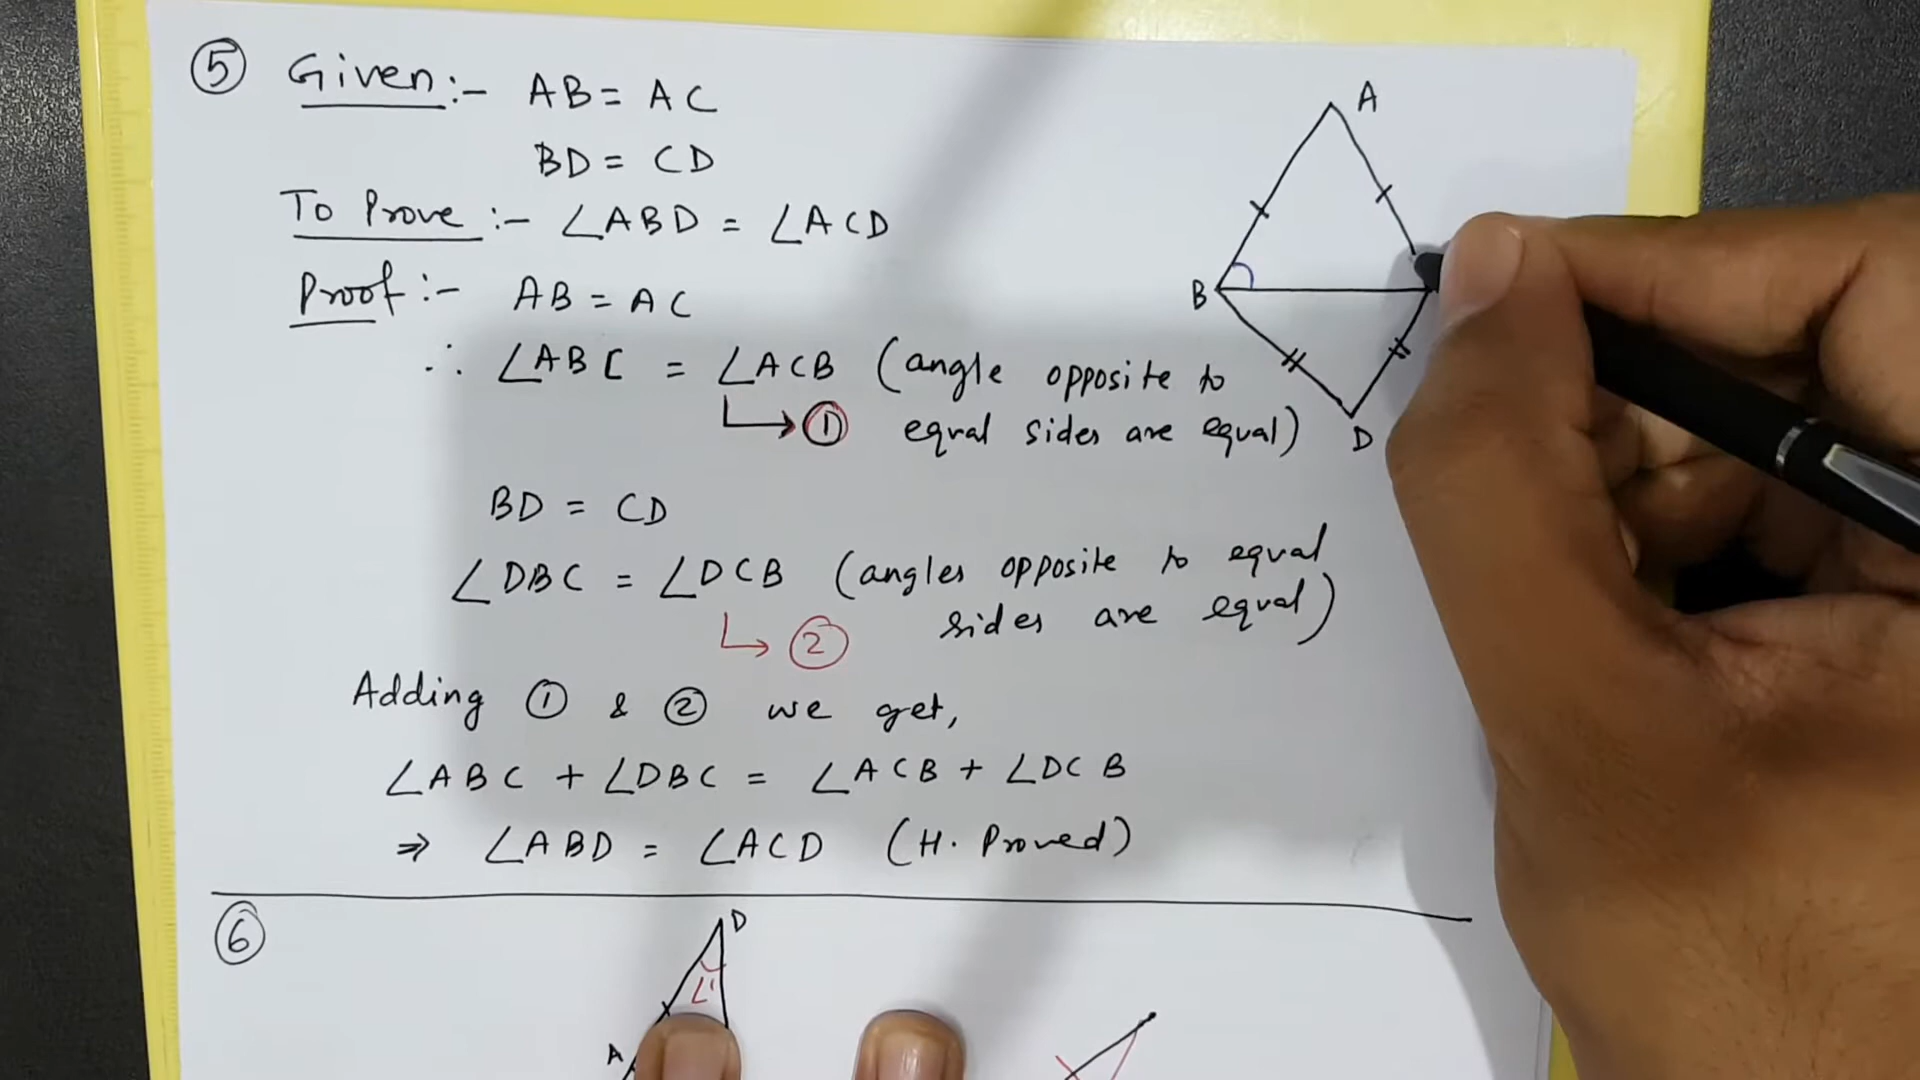 ⑤ Given :- AB = AC
BD = CD
To Prove :- ∠ABD = ∠ACD
Proof :- AB = AC
∴ ∠ABC = ∠ACB (angle opposite to
↳ ① equal sides are equal)
BD = CD
∠DBC = ∠DCB (angles opposite to equal
↳ ② sides are equal)
Adding ① & ② we get,
∠ABC + ∠DBC = ∠ACB + ∠DCB
⇒ ∠ABD = ∠ACD (H. Proved)
A
B
D
⑥
D
A